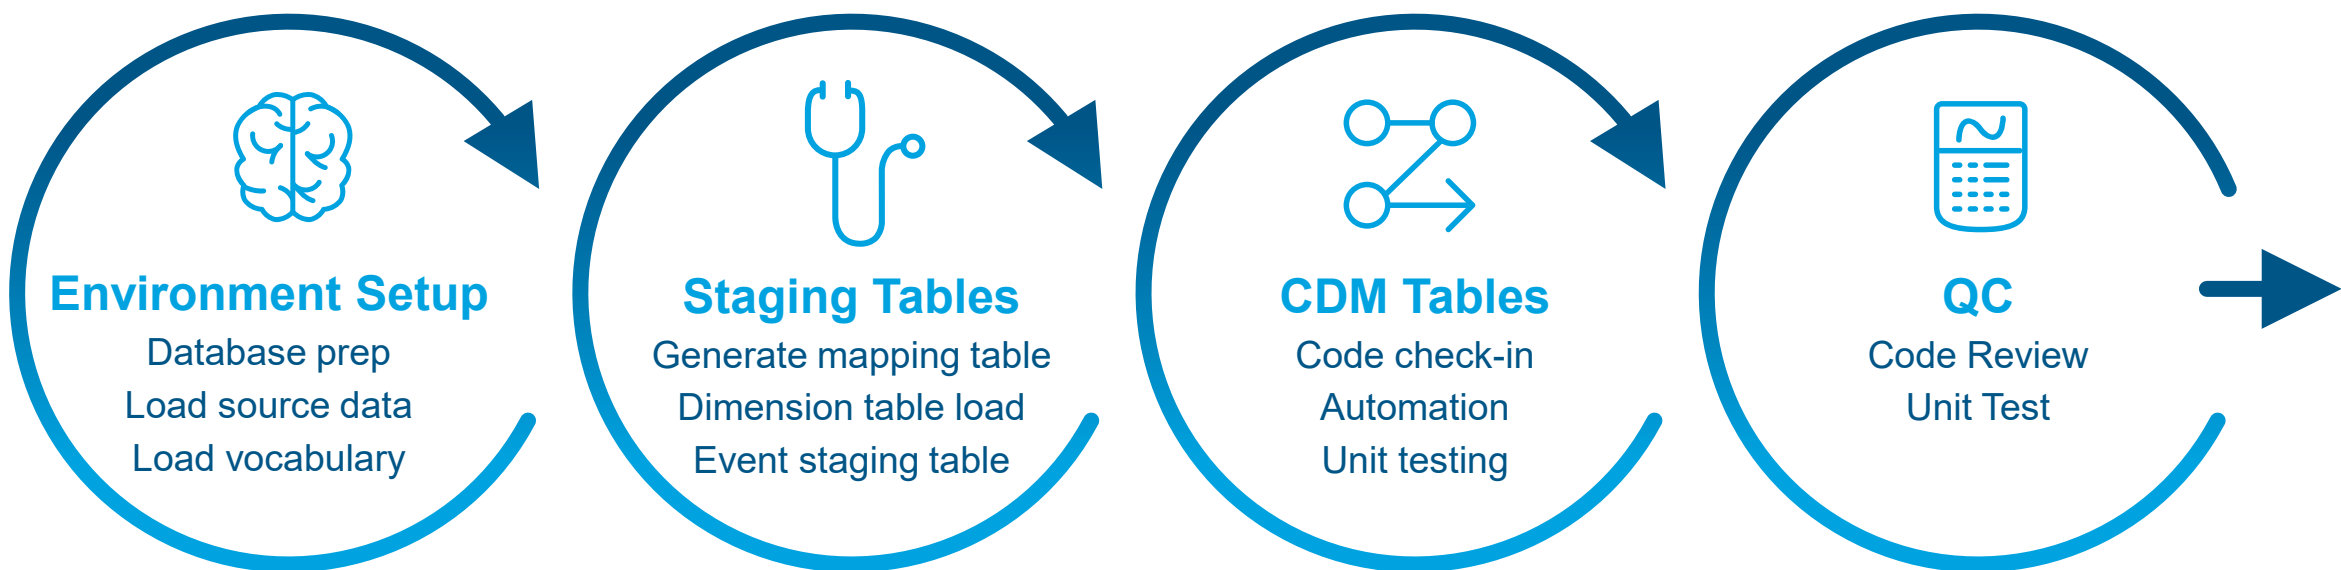 Environment Setup
Database prep
Load source data
Load vocabulary
Staging Tables
Generate mapping table
Dimension table load
Event staging table
CDM Tables
Code check-in
Automation
Unit testing
QC
Code Review
Unit Test